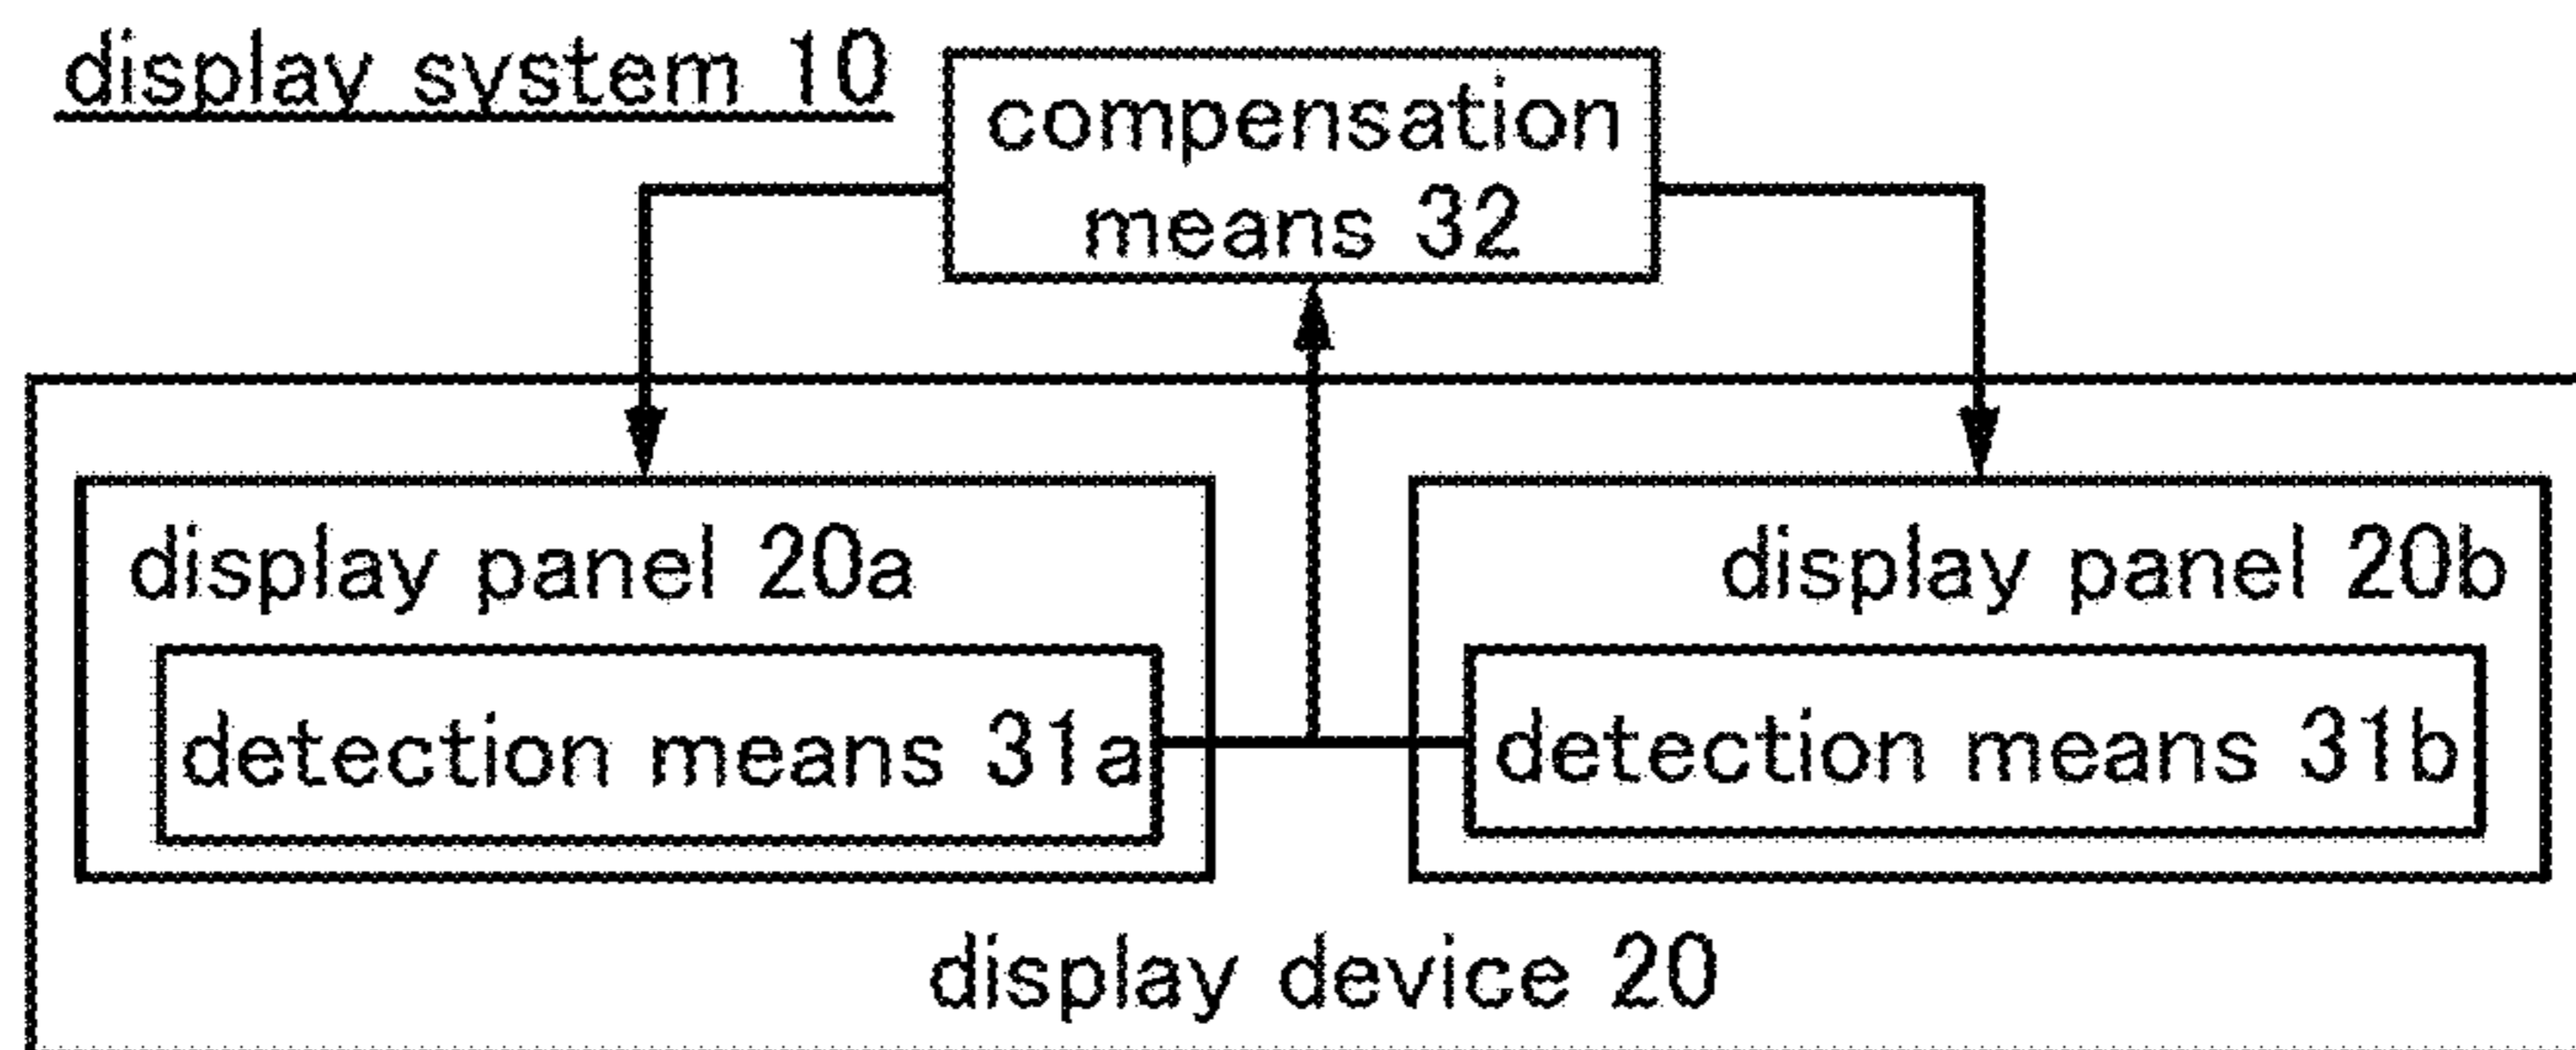 display system 10
compensation
means 32
display panel 20a
display panel 20b
detection means 31a
detection means 31b
display device 20